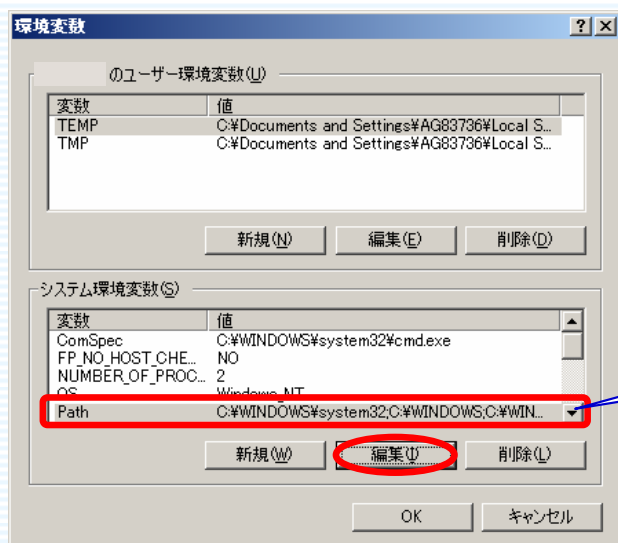 環境変数
のユーザー環境変数(U)
変数 値
TEMP C:¥Documents and Settings¥AG83736¥Local S...
TMP C:¥Documents and Settings¥AG83736¥Local S...
新規(N) 編集(E) 削除(D)
システム環境変数(S)
変数 値
ComSpec C:¥WINDOWS¥system32¥cmd.exe
FP_NO_HOST_CHE... NO
NUMBER_OF_PROC... 2
OS Windows_NT
Path C:¥WINDOWS¥system32;C:¥WINDOWS;C:¥WIN...
新規(W) 編集(I) 削除(L)
OK キャンセル